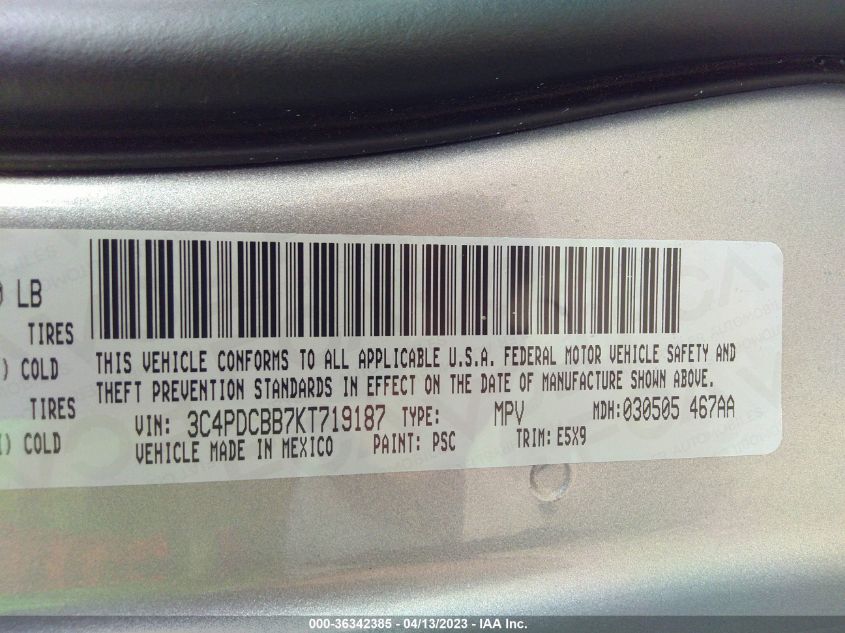 ) LB
TIRES
) COLD
TIRES
) COLD
THIS VEHICLE CONFORMS TO ALL APPLICABLE U.S.A. FEDERAL MOTOR VEHICLE SAFETY AND
THEFT PREVENTION STANDARDS IN EFFECT ON THE DATE OF MANUFACTURE SHOWN ABOVE.
VIN: 3C4PDCBB7KT719187 TYPE: MPV MDH:030505 467AA
VEHICLE MADE IN MEXICO PAINT: PSC TRIM: E5X9
000-36342385 - 04/13/2023 - IAA Inc.